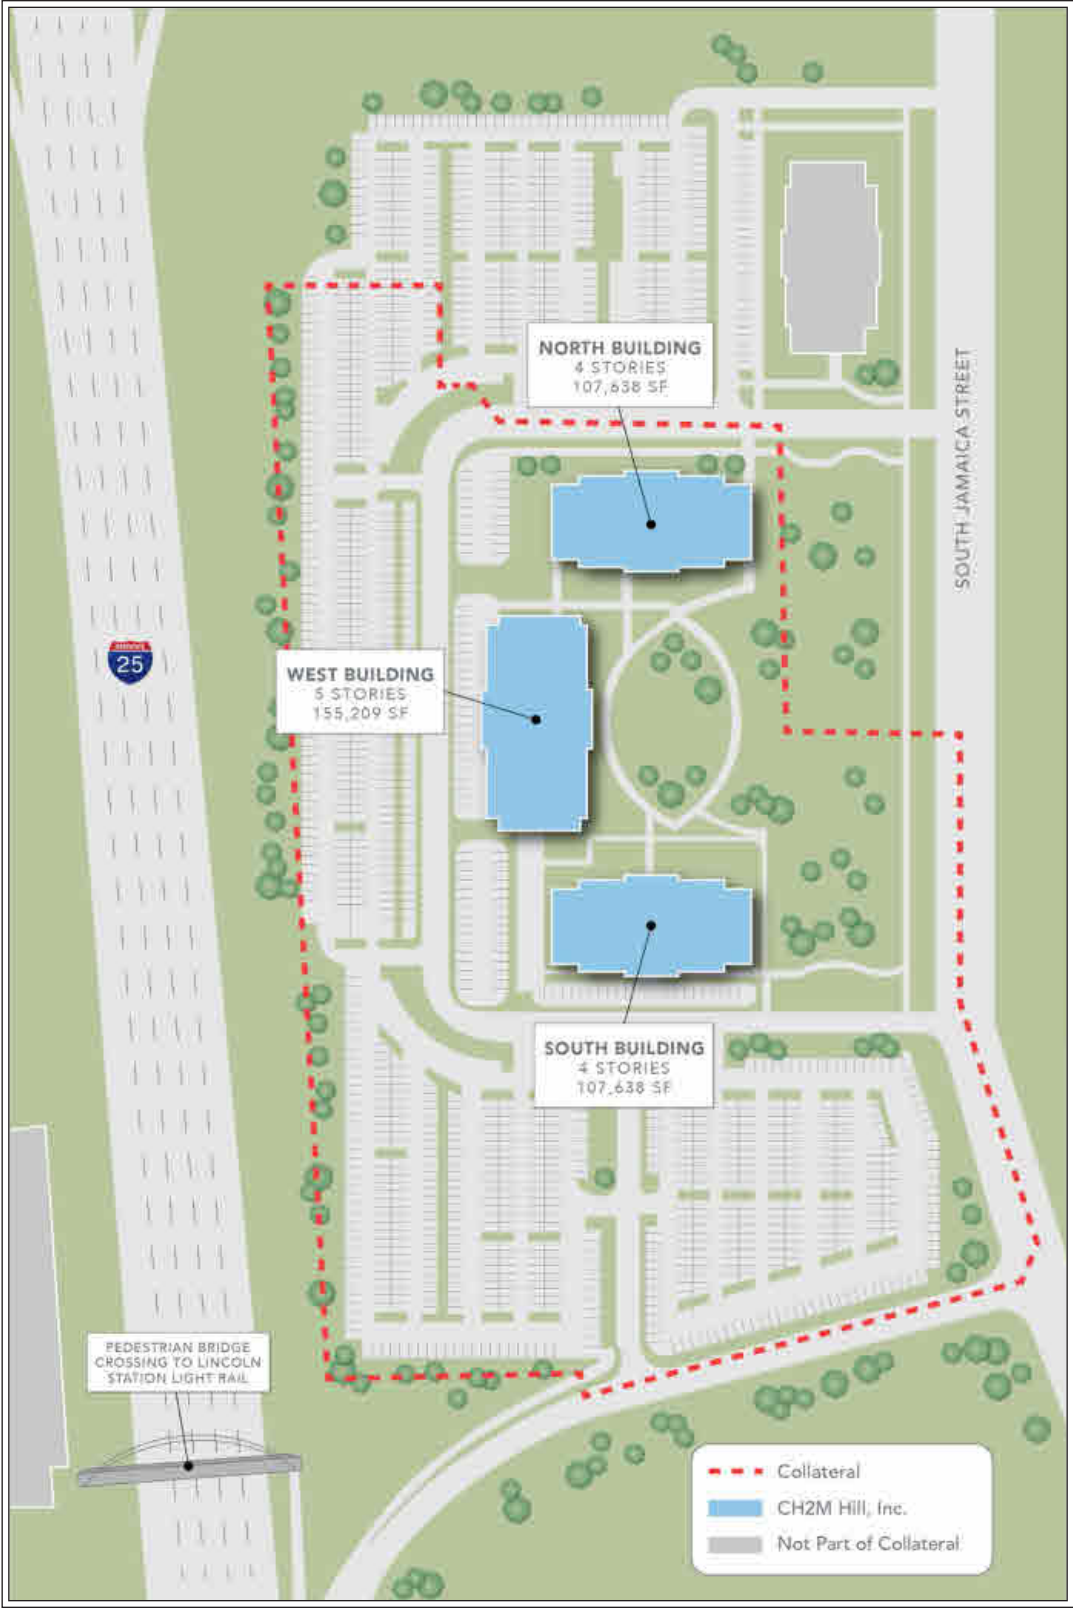 NORTH BUILDING
4 STORIES
107,638 SF
SOUTH JAMAICA STREET
25
WEST BUILDING
5 STORIES
155,209 SF
SOUTH BUILDING
4 STORIES
107,638 SF
PEDESTRIAN BRIDGE
CROSSING TO LINCOLN
STATION LIGHT RAIL
Collateral
CH2M Hill, Inc.
Not Part of Collateral